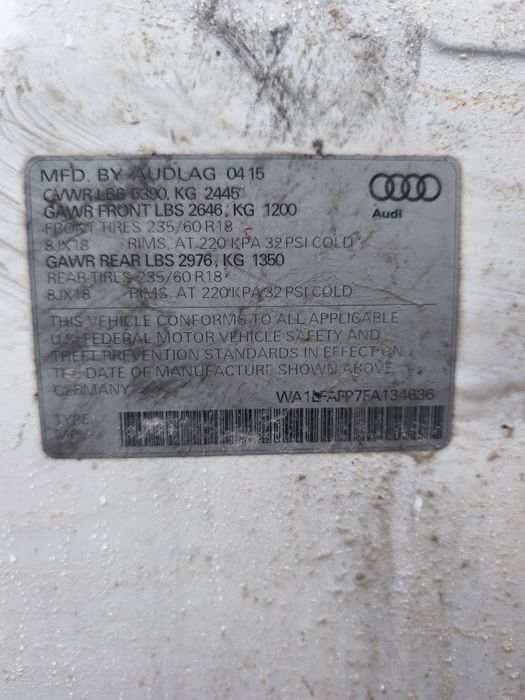 MFD. BY AUDI AG 04 15
GVWR LBS 5390, KG 2445
GAWR FRONT LBS 2646, KG 1200
FRONT TIRES 235/60 R18
8JX18 RIMS, AT 220 KPA 32 PSI COLD
GAWR REAR LBS 2976, KG 1350
REAR TIRES 235/60 R18
8JX18 RIMS, AT 220 KPA 32 PSI COLD
Audi
THIS VEHICLE CONFORMS TO ALL APPLICABLE
U.S. FEDERAL MOTOR VEHICLE SAFETY AND
THEFT PREVENTION STANDARDS IN EFFECT ON
THE DATE OF MANUFACTURE SHOWN ABOVE.
GERMANY WA1LFAFP7FA134636
TYPE: